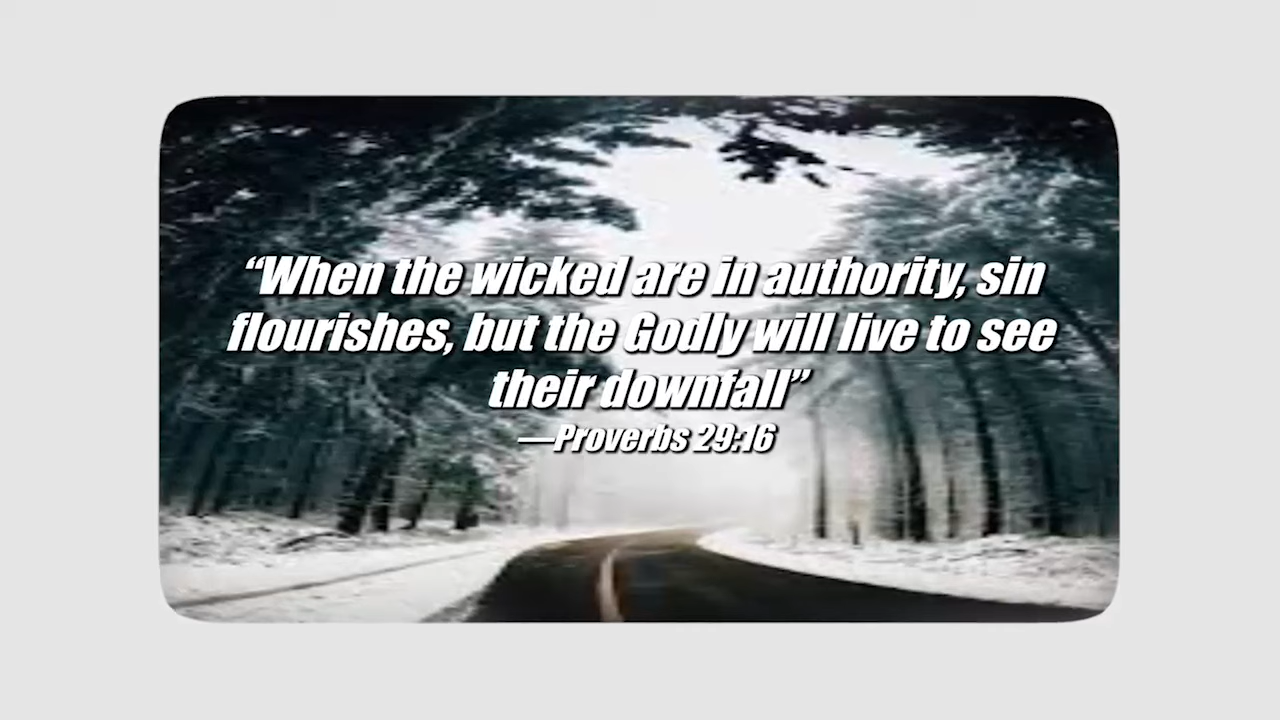 “When the wicked are in authority, sin
flourishes, but the Godly will live to see
their downfall”
—Proverbs 29:16